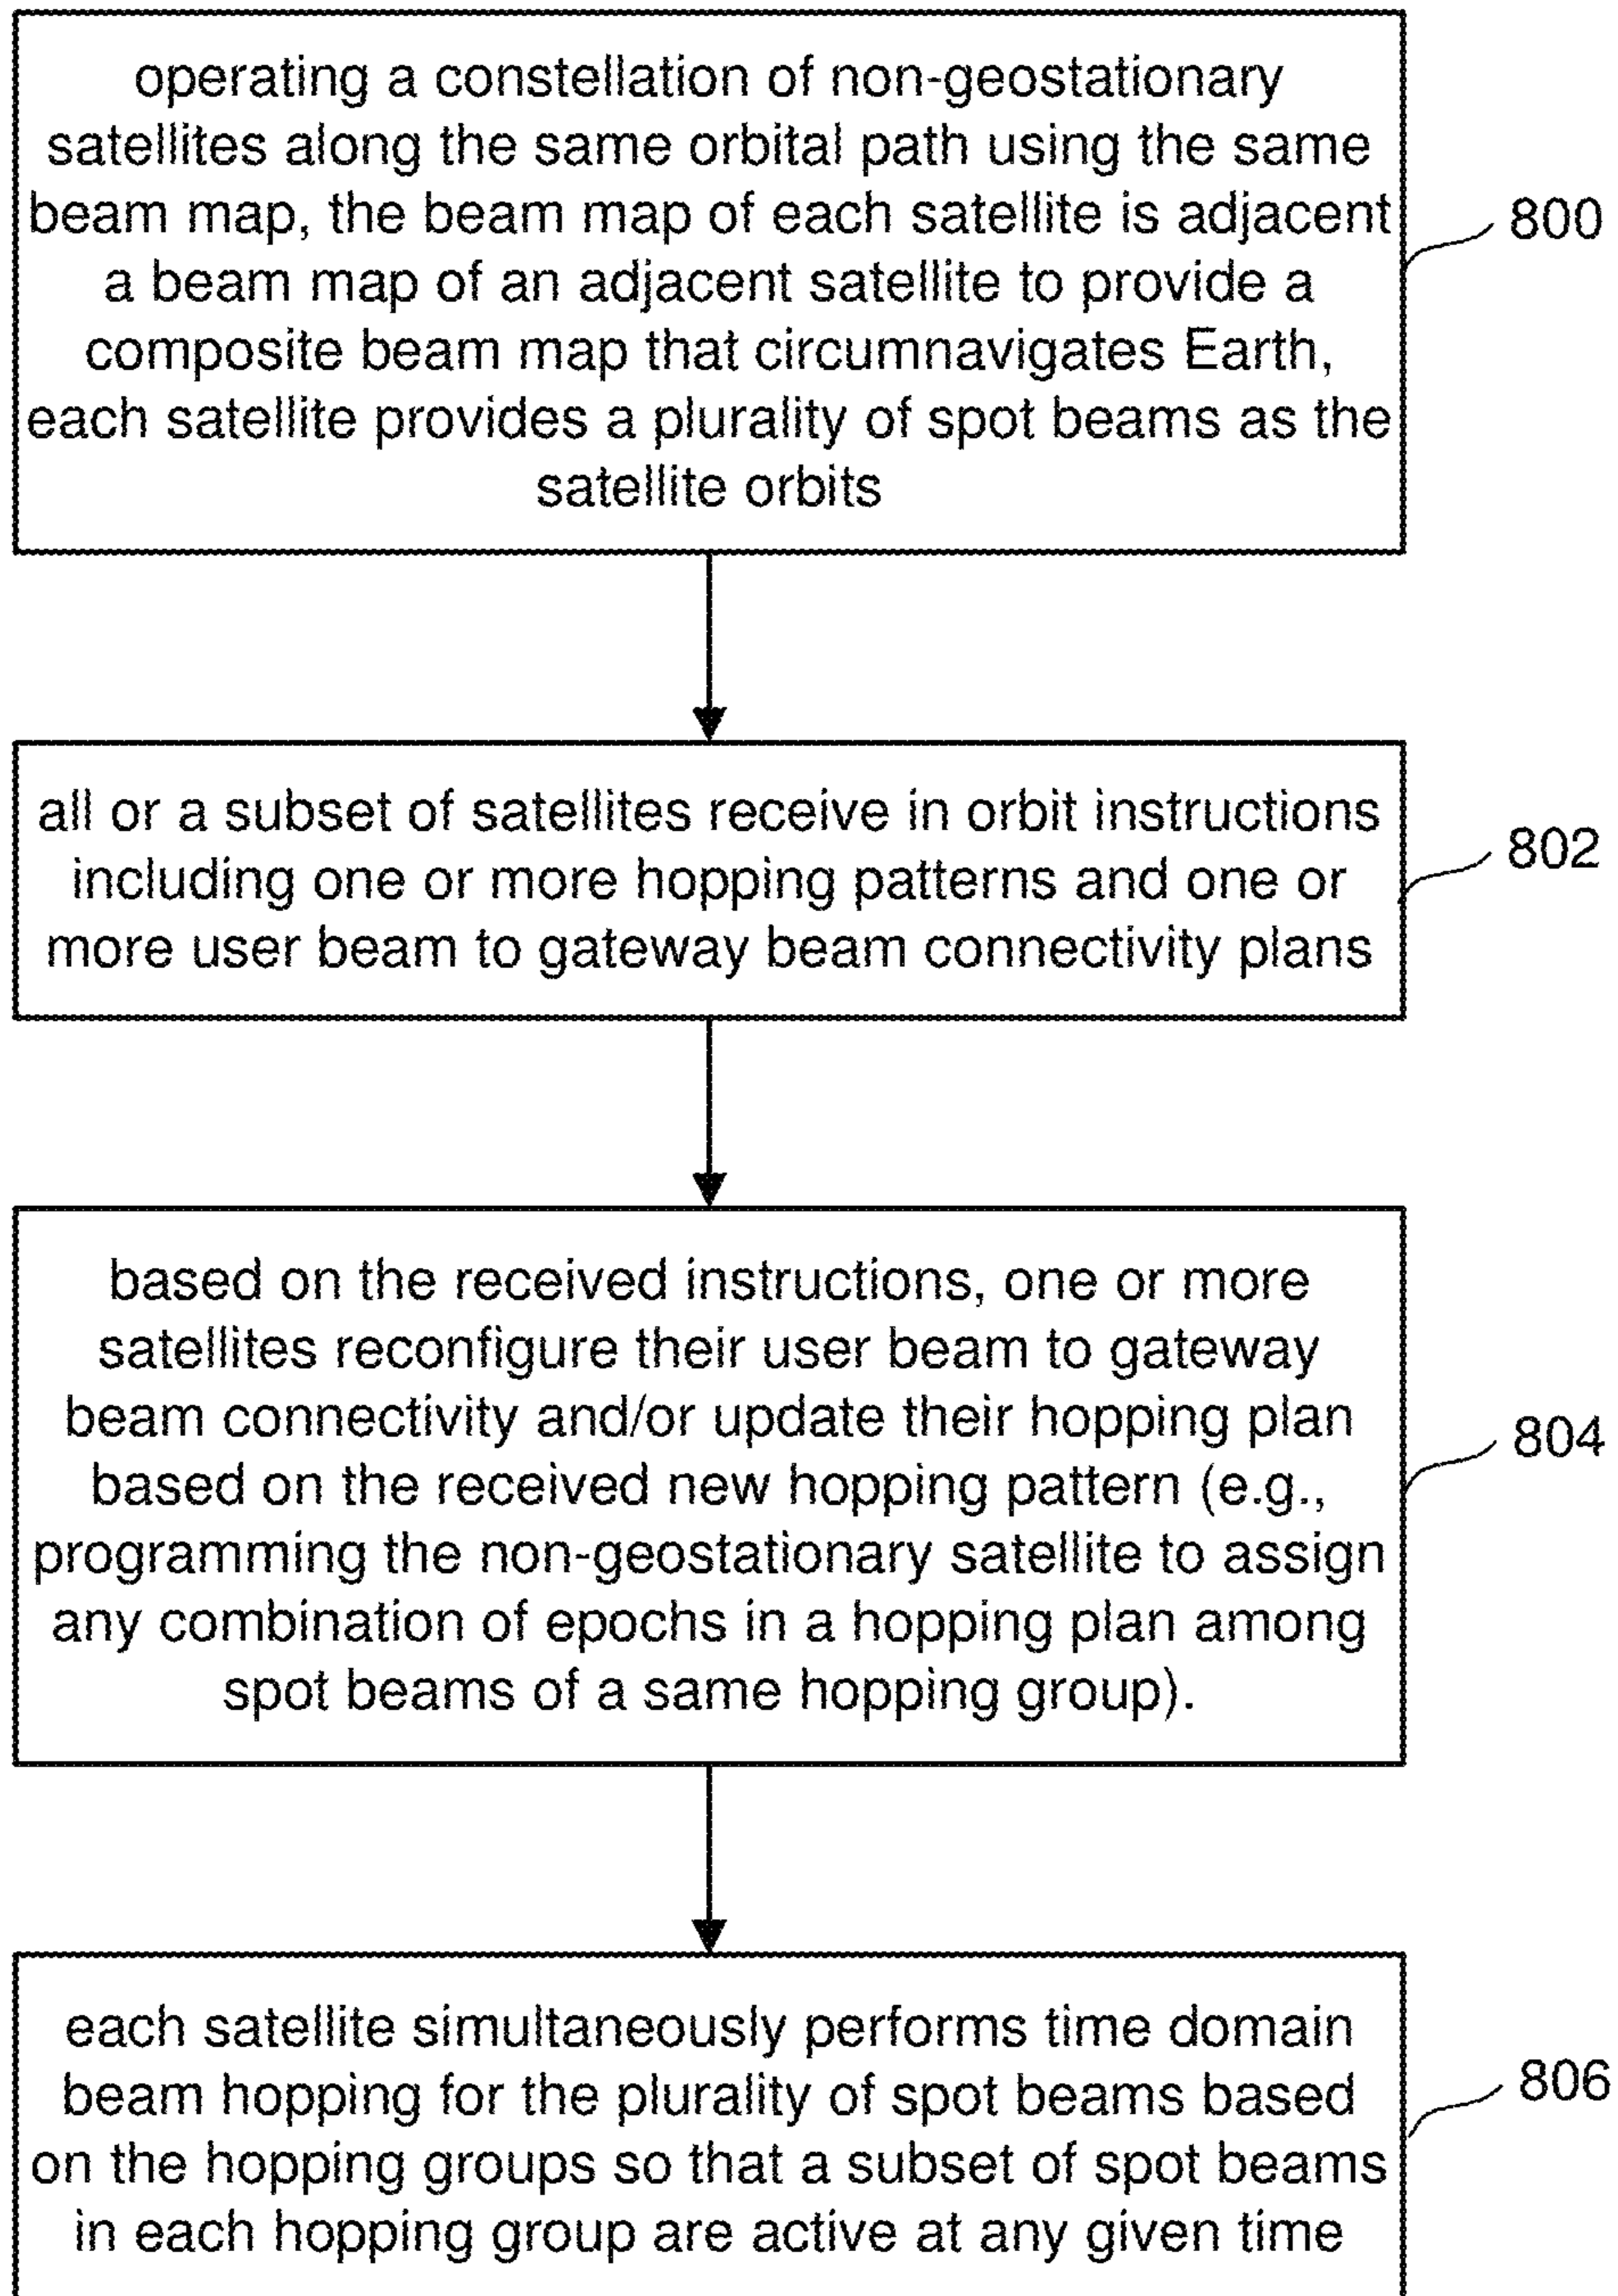 operating a constellation of non-geostationary
satellites along the same orbital path using the same
beam map, the beam map of each satellite is adjacent
a beam map of an adjacent satellite to provide a
composite beam map that circumnavigates Earth,
each satellite provides a plurality of spot beams as the
satellite orbits
800
all or a subset of satellites receive in orbit instructions
including one or more hopping patterns and one or
more user beam to gateway beam connectivity plans
802
based on the received instructions, one or more
satellites reconfigure their user beam to gateway
beam connectivity and/or update their hopping plan
based on the received new hopping pattern (e.g.,
programming the non-geostationary satellite to assign
any combination of epochs in a hopping plan among
spot beams of a same hopping group).
804
each satellite simultaneously performs time domain
beam hopping for the plurality of spot beams based
on the hopping groups so that a subset of spot beams
in each hopping group are active at any given time
806